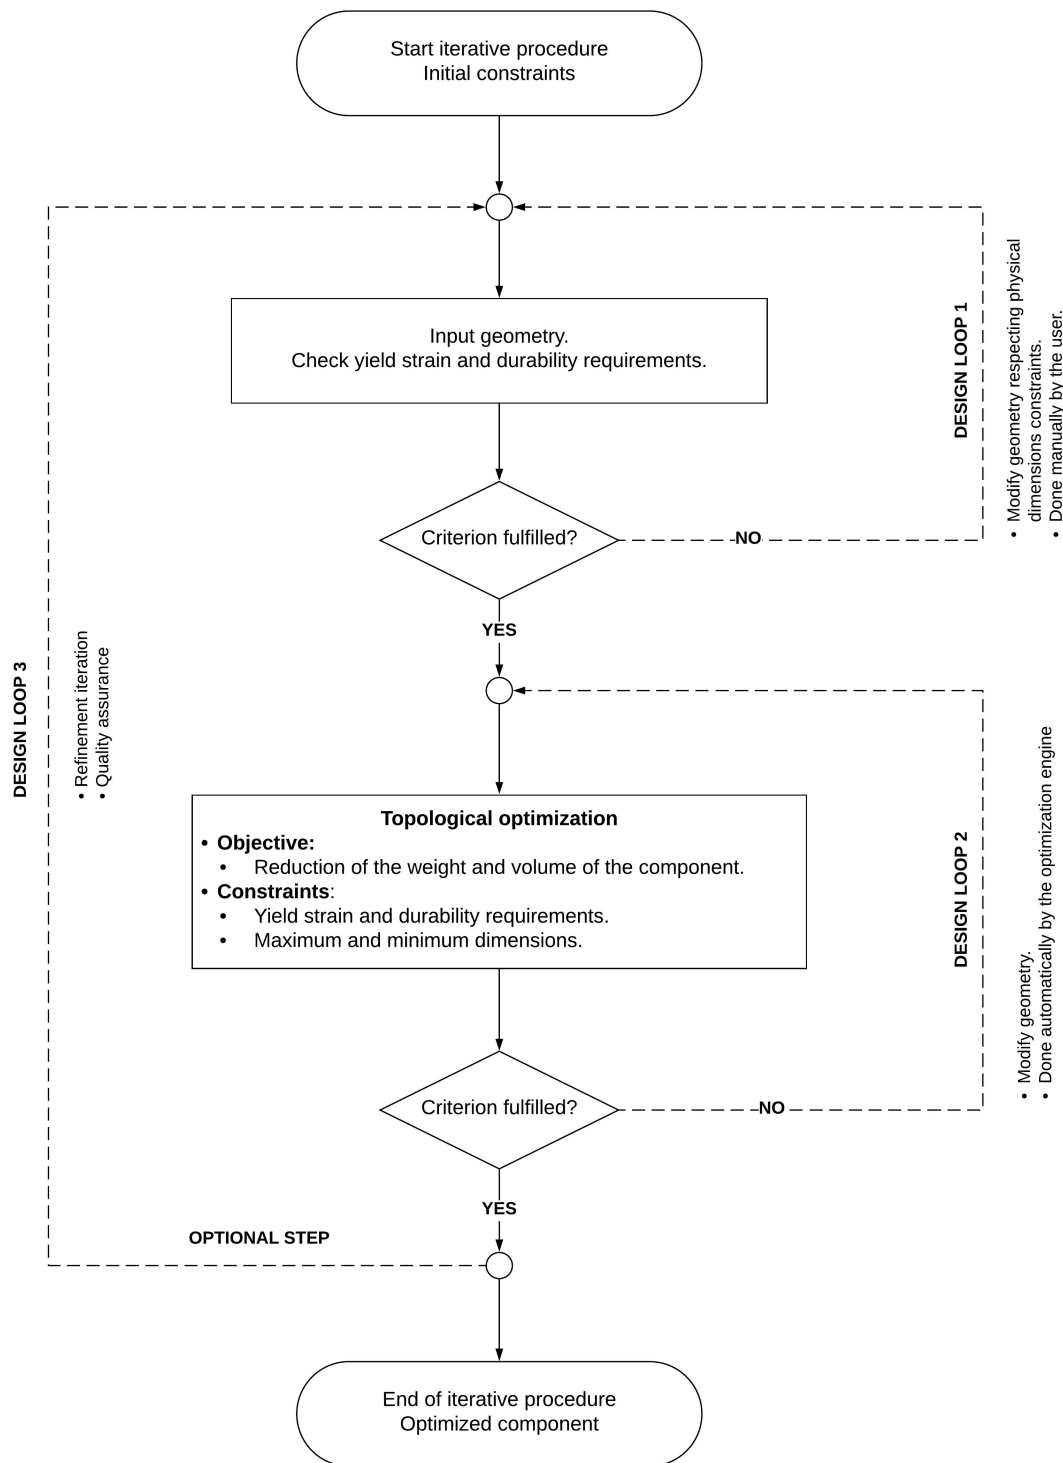 Start iterative procedure
Initial constraints
Input geometry.
Check yield strain and durability requirements.
DESIGN LOOP 1
• Modify geometry respecting physical
dimensions constraints.
• Done manually by the user.
Criterion fulfilled?
NO
YES
DESIGN LOOP 3
• Refinement iteration
• Quality assurance
Topological optimization
• Objective:
• Reduction of the weight and volume of the component.
• Constraints:
• Yield strain and durability requirements.
• Maximum and minimum dimensions.
DESIGN LOOP 2
• Modify geometry.
• Done automatically by the optimization engine
Criterion fulfilled?
NO
YES
OPTIONAL STEP
End of iterative procedure
Optimized component